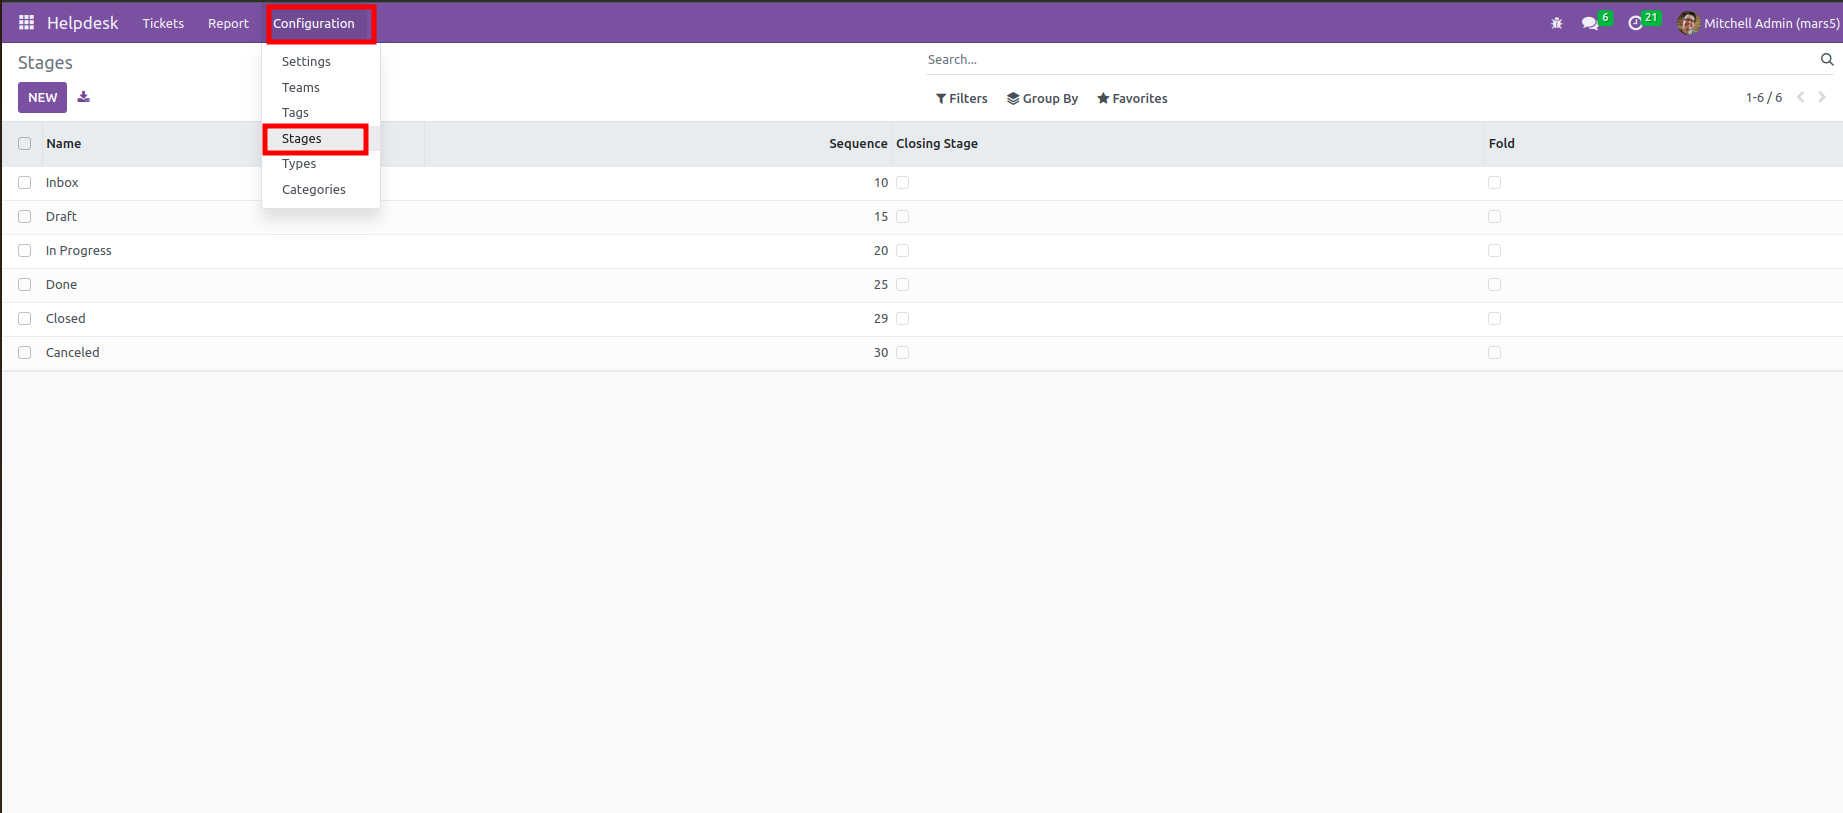 Helpdesk Tickets Report Configuration 6 21 Mitchell Admin (mars5)
Stages
Search...
NEW
Filters Group By Favorites
1-6 / 6
Settings
Teams
Tags
Stages
Types
Categories
Name Sequence Closing Stage Fold
Inbox 10
Draft 15
In Progress 20
Done 25
Closed 29
Canceled 30